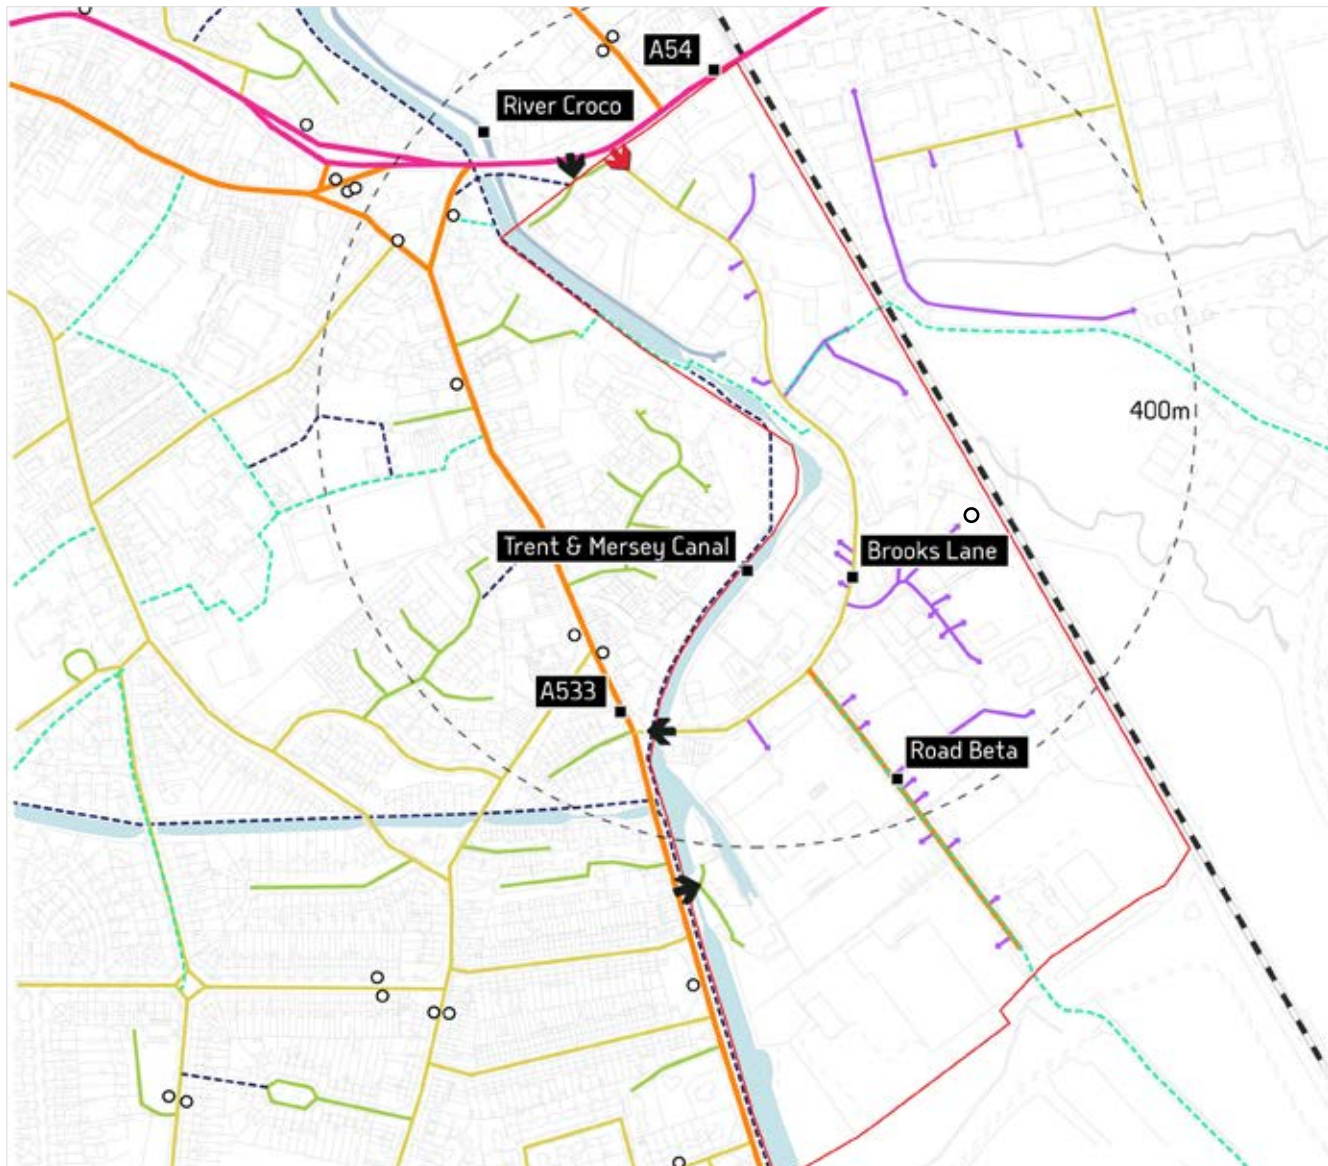 A54
River Croco
400m
Trent & Mersey Canal
Brooks Lane
A533
Road Beta